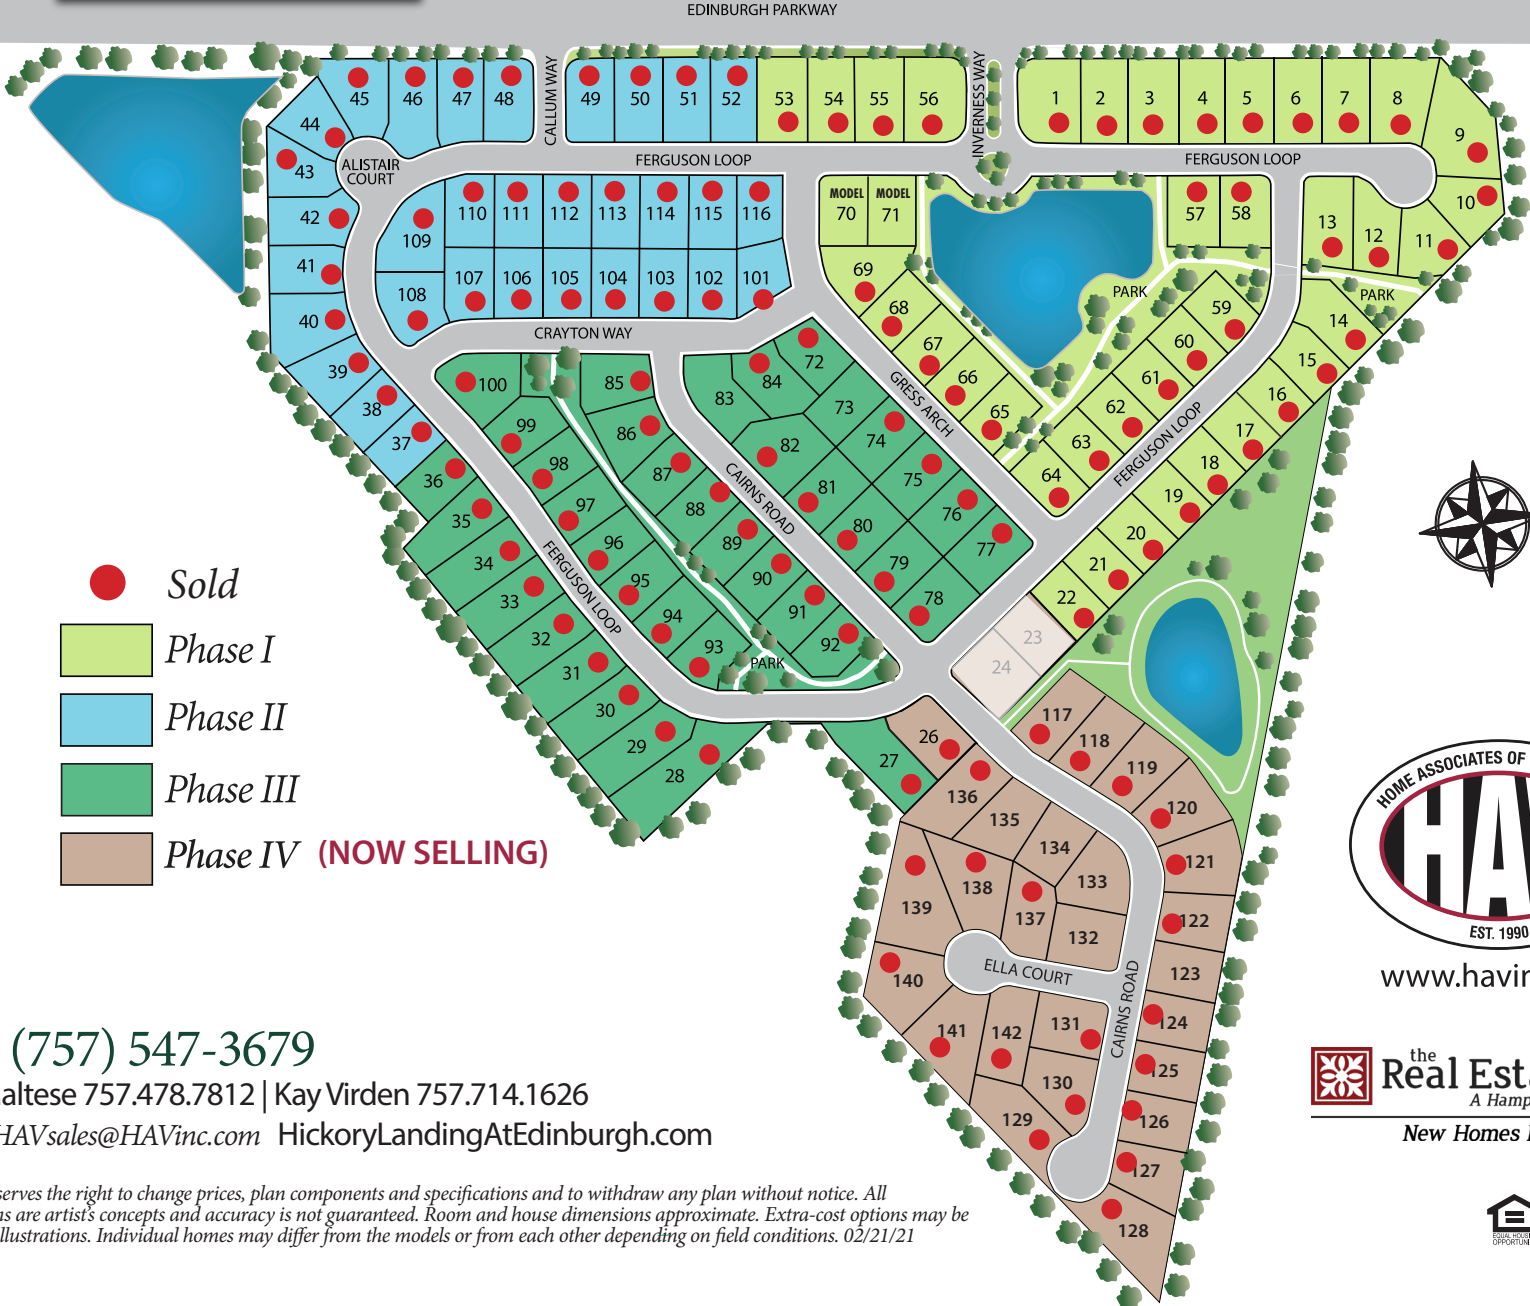 EDINBURGH PARKWAY
CALLUM WAY
INVERNESS WAY
45 46 47 48
49 50 51 52 53 54 55 56
1 2 3 4 5 6 7 8
9
10
11
12
13
44
43
42
41
40
39
38
37
ALISTAIR
COURT
FERGUSON LOOP
FERGUSON LOOP
110 111 112 113 114 115 116
109
108
107 106 105 104 103 102 101
MODEL
70
MODEL
71
57 58
PARK
PARK
CRAYTON WAY
69
68
67
66
65
59
60
61
62
63
64
14
15
16
17
18
19
20
21
22
23
24
GRESS ARCH
FERGUSON LOOP
100
99
98
97
96
95
94
93
85
86
87
88
89
90
91
92
83
84
72
73
74
75
76
77
82
81
80
79
78
CAIRNS ROAD
FERGUSON LOOP
PARK
36
35
34
33
32
31
30
29
28
27
26
Sold
Phase I
Phase II
Phase III
Phase IV (NOW SELLING)
117
118
119
120
121
122
123
124
125
126
127
128
129
130
131
132
133
134
135
136
137
138
139
140
141
142
ELLA COURT
CAIRNS ROAD
HOME ASSOCIATES OF
HA
EST. 1990
www.havin
(757) 547-3679
altese 757.478.7812 | Kay Virden 757.714.1626
HAVsales@HAVinc.com HickoryLandingAtEdinburgh.com
the
Real Est
A Hamp
New Homes
serves the right to change prices, plan components and specifications and to withdraw any plan without notice. All
ns are artist's concepts and accuracy is not guaranteed. Room and house dimensions approximate. Extra-cost options may be
llustrations. Individual homes may differ from the models or from each other depending on field conditions. 02/21/21
EQUAL HOUS
OPPORTUNI